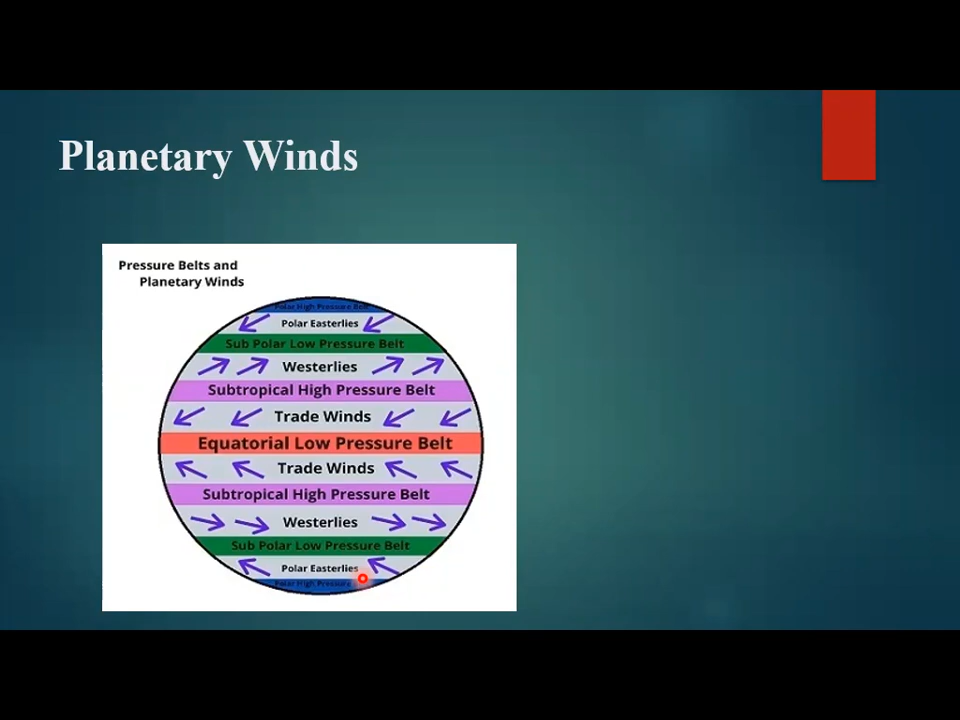 Planetary Winds
Pressure Belts and
Planetary Winds
Polar High Pressure Belt
Polar Easterlies
Sub Polar Low Pressure Belt
Westerlies
Subtropical High Pressure Belt
Trade Winds
Equatorial Low Pressure Belt
Trade Winds
Subtropical High Pressure Belt
Westerlies
Sub Polar Low Pressure Belt
Polar Easterlies
Polar High Pressure